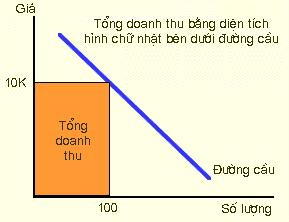 Giá
Tổng doanh thu bằng diện tích
hình chữ nhật bên dưới đường cầu
10K
Tổng
doanh
thu
Đường cầu
100
Số lượng